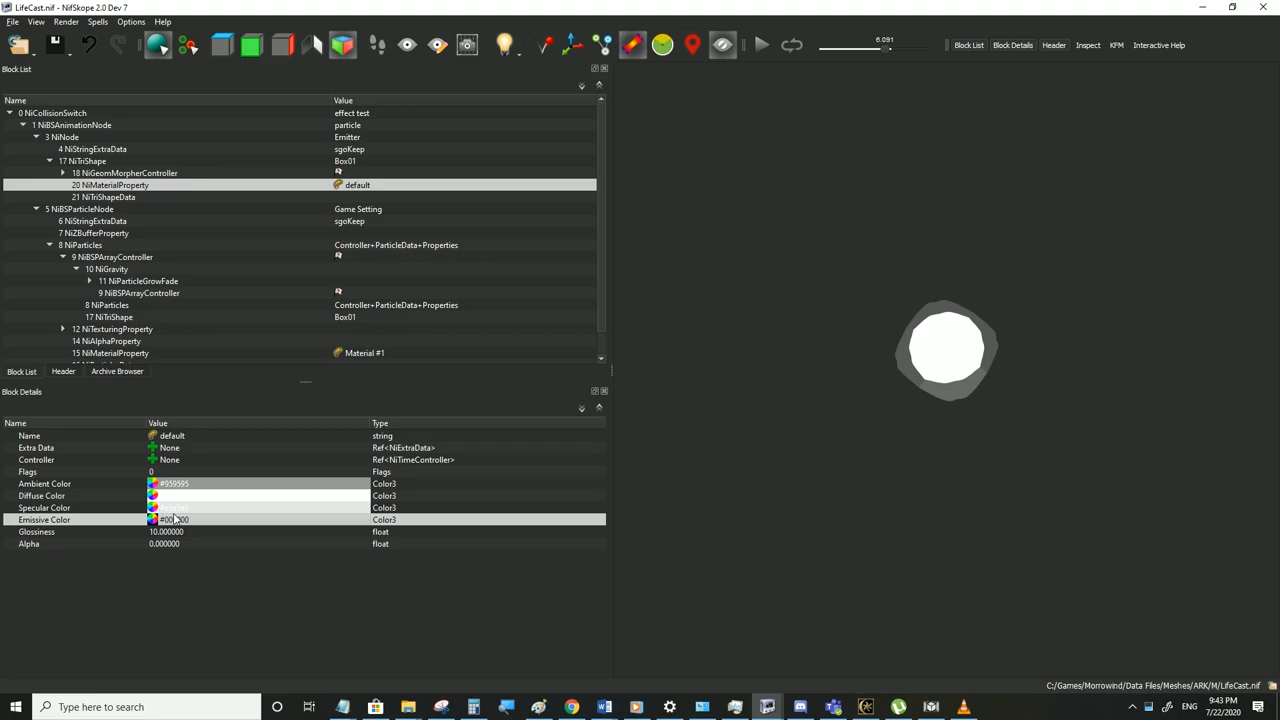 LifeCast.nif - NifSkope 2.0 Dev 7
File View Render Spells Options Help
6.091
Block List Block Details Header Inspect KFM Interactive Help
Block List
Name Value
0 NiCollisionSwitch effect test
1 NiBSAnimationNode particle
3 NiNode Emitter
4 NiStringExtraData sgoKeep
17 NiTriShape Box01
18 NiGeomMorpherController
20 NiMaterialProperty default
21 NiTriShapeData
5 NiBSParticleNode Game Setting
6 NiStringExtraData sgoKeep
7 NiZBufferProperty
8 NiParticles Controller+ParticleData+Properties
9 NiBSPArrayController
10 NiGravity
11 NiParticleGrowFade
9 NiBSPArrayController
8 NiParticles Controller+ParticleData+Properties
17 NiTriShape Box01
12 NiTexturingProperty
14 NiAlphaProperty
15 NiMaterialProperty Material #1
Block List Header Archive Browser
Block Details
Name Value Type
Name default string
Extra Data None Ref<NiExtraData>
Controller None Ref<NiTimeController>
Flags 0 Flags
Ambient Color #959595 Color3
Diffuse Color Color3
Specular Color Color3
Emissive Color Color3
Glossiness 10.000000 float
Alpha 0.000000 float
C:/Games/Morrowind/Data Files/Meshes/ARK/M/LifeCast.nif
Type here to search
ENG
9:43 PM
7/22/2020